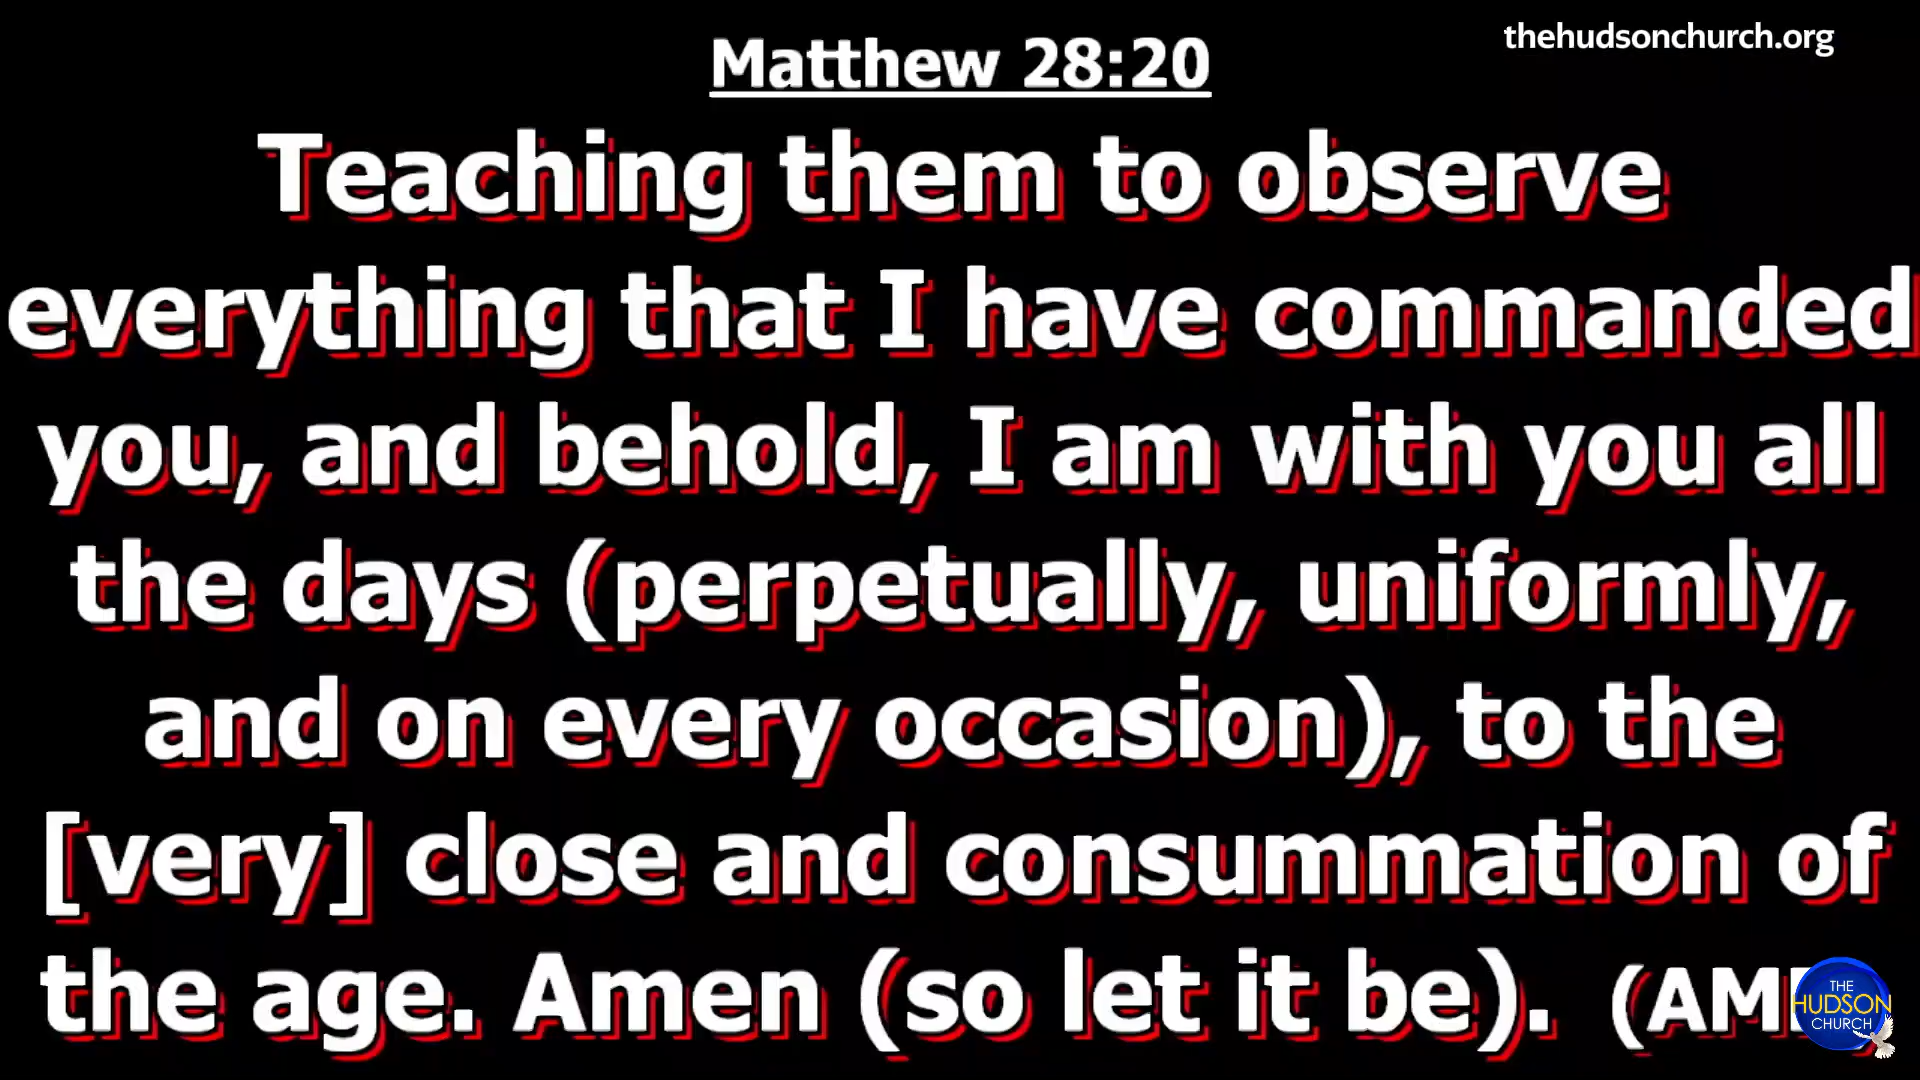 thehudsonchurch.org
Matthew 28:20
Teaching them to observe
everything that I have commanded
you, and behold, I am with you all
the days (perpetually, uniformly,
and on every occasion), to the
[very] close and consummation of
the age. Amen (so let it be). (AM
THE
HUDSON
CHURCH